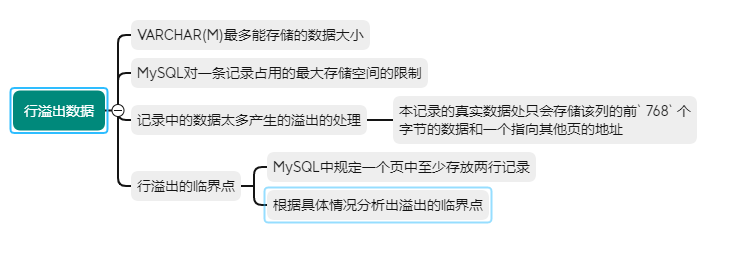 行溢出数据
VARCHAR(M)最多能存储的数据大小
MySQL对一条记录占用的最大存储空间的限制
记录中的数据太多产生的溢出的处理
本记录的真实数据处只会存储该列的前` 768` 个
字节的数据和一个指向其他页的地址
行溢出的临界点
MySQL中规定一个页中至少存放两行记录
根据具体情况分析出溢出的临界点